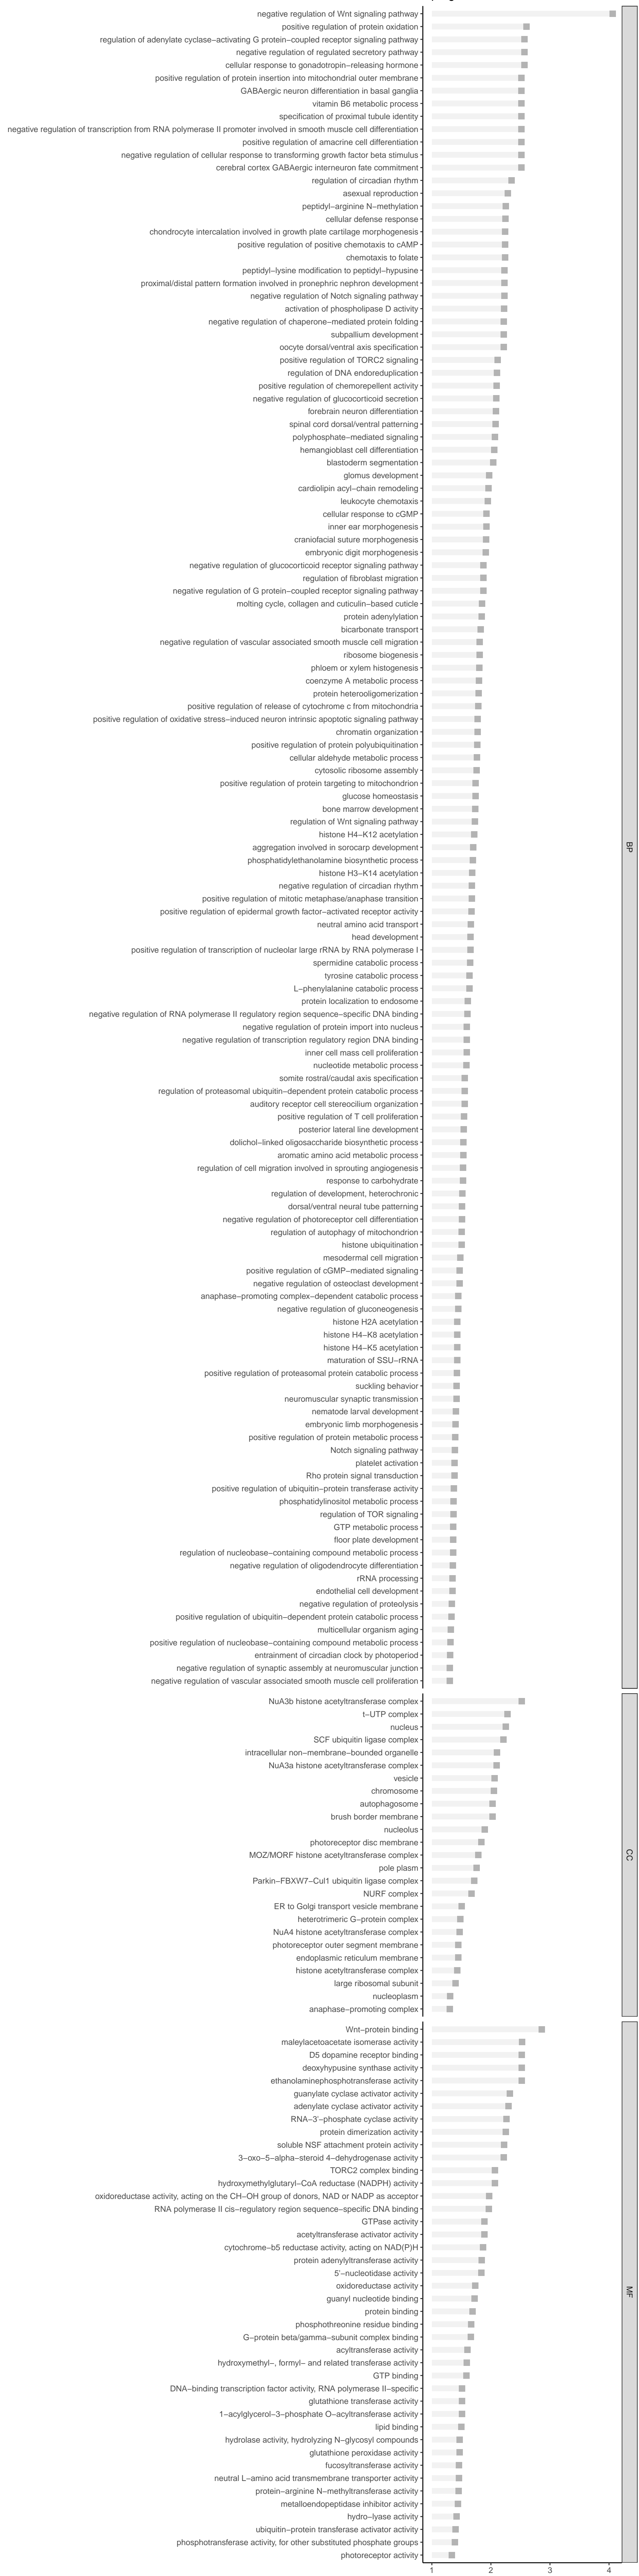 negative regulation of Wnt signaling pathway
positive regulation of protein oxidation
regulation of adenylate cyclase−activating G protein−coupled receptor signaling pathway
negative regulation of regulated secretory pathway
cellular response to gonadotropin−releasing hormone
positive regulation of protein insertion into mitochondrial outer membrane
GABAergic neuron differentiation in basal ganglia
vitamin B6 metabolic process
specification of proximal tubule identity
negative regulation of transcription from RNA polymerase II promoter involved in smooth muscle cell differentiation
positive regulation of amacrine cell differentiation
negative regulation of cellular response to transforming growth factor beta stimulus
cerebral cortex GABAergic interneuron fate commitment
regulation of circadian rhythm
asexual reproduction
peptidyl−arginine N−methylation
cellular defense response
chondrocyte intercalation involved in growth plate cartilage morphogenesis
positive regulation of positive chemotaxis to cAMP
chemotaxis to folate
peptidyl−lysine modification to peptidyl−hypusine
proximal/distal pattern formation involved in pronephric nephron development
negative regulation of Notch signaling pathway
activation of phospholipase D activity
negative regulation of chaperone−mediated protein folding
subpallium development
oocyte dorsal/ventral axis specification
positive regulation of TORC2 signaling
regulation of DNA endoreduplication
positive regulation of chemorepellent activity
negative regulation of glucocorticoid secretion
forebrain neuron differentiation
spinal cord dorsal/ventral patterning
polyphosphate−mediated signaling
hemangioblast cell differentiation
blastoderm segmentation
glomus development
cardiolipin acyl−chain remodeling
leukocyte chemotaxis
cellular response to cGMP
inner ear morphogenesis
craniofacial suture morphogenesis
embryonic digit morphogenesis
negative regulation of glucocorticoid receptor signaling pathway
regulation of fibroblast migration
negative regulation of G protein−coupled receptor signaling pathway
molting cycle, collagen and cuticulin−based cuticle
protein adenylylation
bicarbonate transport
negative regulation of vascular associated smooth muscle cell migration
ribosome biogenesis
phloem or xylem histogenesis
coenzyme A metabolic process
protein heterooligomerization
positive regulation of release of cytochrome c from mitochondria
positive regulation of oxidative stress−induced neuron intrinsic apoptotic signaling pathway
chromatin organization
positive regulation of protein polyubiquitination
cellular aldehyde metabolic process
cytosolic ribosome assembly
positive regulation of protein targeting to mitochondrion
glucose homeostasis
bone marrow development
regulation of Wnt signaling pathway
histone H4−K12 acetylation
aggregation involved in sorocarp development
phosphatidylethanolamine biosynthetic process
histone H3−K14 acetylation
negative regulation of circadian rhythm
positive regulation of mitotic metaphase/anaphase transition
positive regulation of epidermal growth factor−activated receptor activity
neutral amino acid transport
head development
positive regulation of transcription of nucleolar large rRNA by RNA polymerase I
spermidine catabolic process
tyrosine catabolic process
L−phenylalanine catabolic process
protein localization to endosome
negative regulation of RNA polymerase II regulatory region sequence−specific DNA binding
negative regulation of protein import into nucleus
negative regulation of transcription regulatory region DNA binding
inner cell mass cell proliferation
nucleotide metabolic process
somite rostral/caudal axis specification
regulation of proteasomal ubiquitin−dependent protein catabolic process
auditory receptor cell stereocilium organization
positive regulation of T cell proliferation
posterior lateral line development
dolichol−linked oligosaccharide biosynthetic process
aromatic amino acid metabolic process
regulation of cell migration involved in sprouting angiogenesis
response to carbohydrate
regulation of development, heterochronic
dorsal/ventral neural tube patterning
negative regulation of photoreceptor cell differentiation
regulation of autophagy of mitochondrion
histone ubiquitination
mesodermal cell migration
positive regulation of cGMP−mediated signaling
negative regulation of osteoclast development
anaphase−promoting complex−dependent catabolic process
negative regulation of gluconeogenesis
histone H2A acetylation
histone H4−K8 acetylation
histone H4−K5 acetylation
maturation of SSU−rRNA
positive regulation of proteasomal protein catabolic process
suckling behavior
neuromuscular synaptic transmission
nematode larval development
embryonic limb morphogenesis
positive regulation of protein metabolic process
Notch signaling pathway
platelet activation
Rho protein signal transduction
positive regulation of ubiquitin−protein transferase activity
phosphatidylinositol metabolic process
regulation of TOR signaling
GTP metabolic process
floor plate development
regulation of nucleobase−containing compound metabolic process
negative regulation of oligodendrocyte differentiation
rRNA processing
endothelial cell development
negative regulation of proteolysis
positive regulation of ubiquitin−dependent protein catabolic process
multicellular organism aging
positive regulation of nucleobase−containing compound metabolic process
entrainment of circadian clock by photoperiod
negative regulation of synaptic assembly at neuromuscular junction
negative regulation of vascular associated smooth muscle cell proliferation
BP
NuA3b histone acetyltransferase complex
t−UTP complex
nucleus
SCF ubiquitin ligase complex
intracellular non−membrane−bounded organelle
NuA3a histone acetyltransferase complex
vesicle
chromosome
autophagosome
brush border membrane
nucleolus
photoreceptor disc membrane
MOZ/MORF histone acetyltransferase complex
pole plasm
Parkin−FBXW7−Cul1 ubiquitin ligase complex
NURF complex
ER to Golgi transport vesicle membrane
heterotrimeric G−protein complex
NuA4 histone acetyltransferase complex
photoreceptor outer segment membrane
endoplasmic reticulum membrane
histone acetyltransferase complex
large ribosomal subunit
nucleoplasm
anaphase−promoting complex
CC
Wnt−protein binding
maleylacetoacetate isomerase activity
D5 dopamine receptor binding
deoxyhypusine synthase activity
ethanolaminephosphotransferase activity
guanylate cyclase activator activity
adenylate cyclase activator activity
RNA−3'−phosphate cyclase activity
protein dimerization activity
soluble NSF attachment protein activity
3−oxo−5−alpha−steroid 4−dehydrogenase activity
TORC2 complex binding
hydroxymethylglutaryl−CoA reductase (NADPH) activity
oxidoreductase activity, acting on the CH−OH group of donors, NAD or NADP as acceptor
RNA polymerase II cis−regulatory region sequence−specific DNA binding
GTPase activity
acetyltransferase activator activity
cytochrome−b5 reductase activity, acting on NAD(P)H
protein adenylyltransferase activity
5'−nucleotidase activity
oxidoreductase activity
guanyl nucleotide binding
protein binding
phosphothreonine residue binding
G−protein beta/gamma−subunit complex binding
acyltransferase activity
hydroxymethyl−, formyl− and related transferase activity
GTP binding
DNA−binding transcription factor activity, RNA polymerase II−specific
glutathione transferase activity
1−acylglycerol−3−phosphate O−acyltransferase activity
lipid binding
hydrolase activity, hydrolyzing N−glycosyl compounds
glutathione peroxidase activity
fucosyltransferase activity
neutral L−amino acid transmembrane transporter activity
protein−arginine N−methyltransferase activity
metalloendopeptidase inhibitor activity
hydro−lyase activity
ubiquitin−protein transferase activator activity
phosphotransferase activity, for other substituted phosphate groups
photoreceptor activity
MF
1 2 3 4